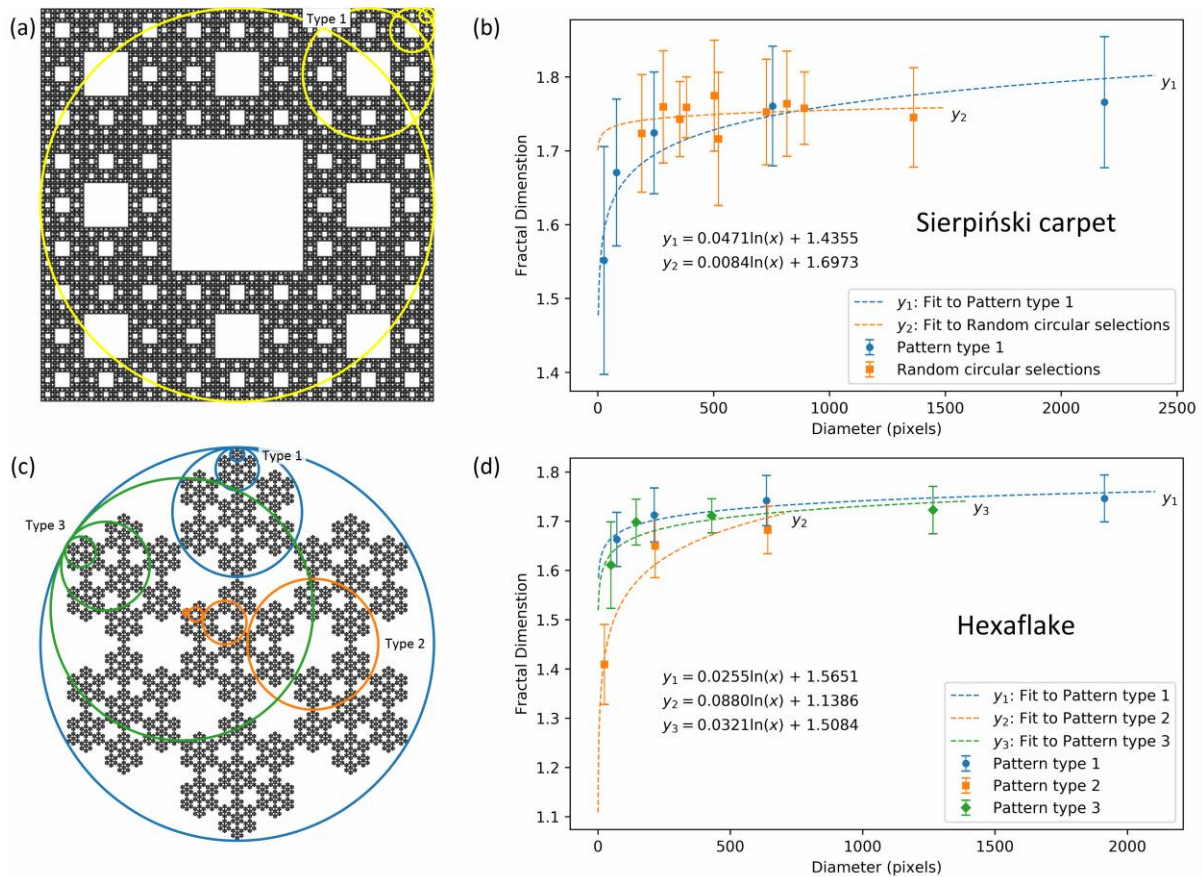 (a)
Type 1
(b)
Fractal Dimenstion
1.8
1.7
1.6
1.5
1.4
y₁
y₂
Sierpiński carpet
y₁ = 0.0471ln(x) + 1.4355
y₂ = 0.0084ln(x) + 1.6973
y₁: Fit to Pattern type 1
y₂: Fit to Random circular selections
Pattern type 1
Random circular selections
0 500 1000 1500 2000 2500
Diameter (pixels)
(c)
Type 1
Type 3
Type 2
(d)
Fractal Dimenstion
1.8
1.7
1.6
1.5
1.4
1.3
1.2
1.1
y₁
y₃
y₂
Hexaflake
y₁ = 0.0255ln(x) + 1.5651
y₂ = 0.0880ln(x) + 1.1386
y₃ = 0.0321ln(x) + 1.5084
y₁: Fit to Pattern type 1
y₂: Fit to Pattern type 2
y₃: Fit to Pattern type 3
Pattern type 1
Pattern type 2
Pattern type 3
0 500 1000 1500 2000
Diameter (pixels)